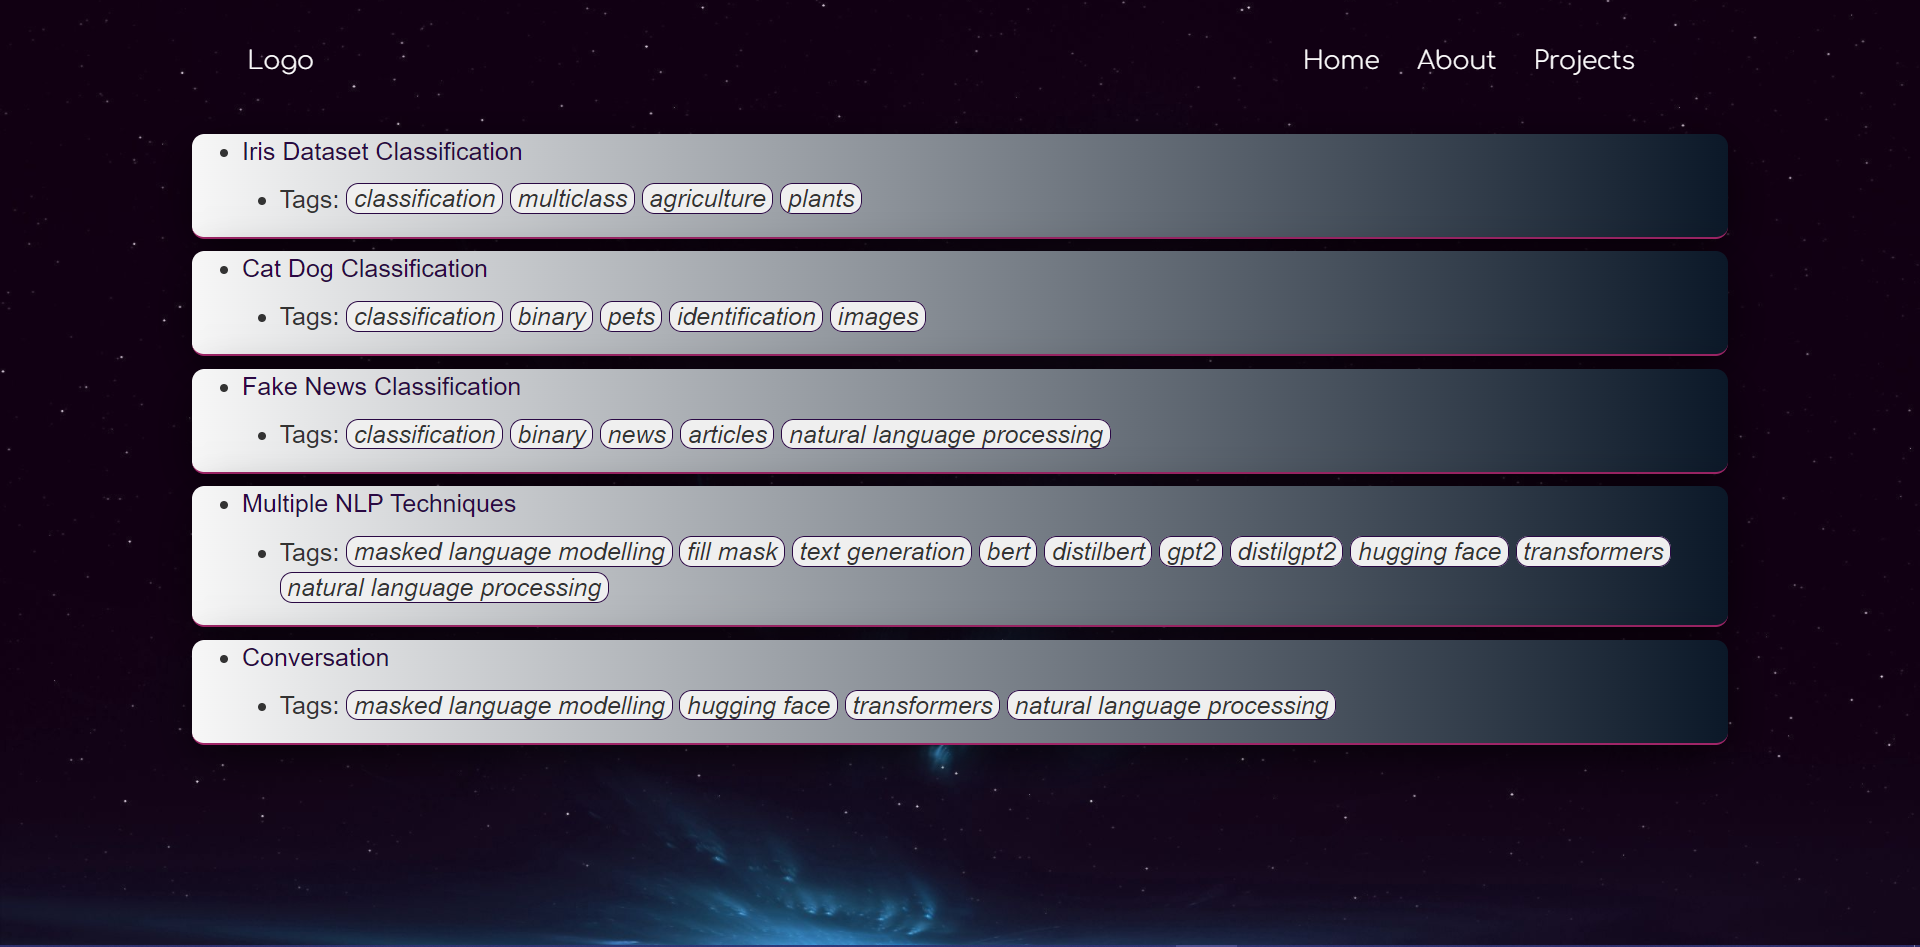 Logo Home About Projects
Iris Dataset Classification
Tags: classification multiclass agriculture plants
Cat Dog Classification
Tags: classification binary pets identification images
Fake News Classification
Tags: classification binary news articles natural language processing
Multiple NLP Techniques
Tags: masked language modelling fill mask text generation bert distilbert gpt2 distilgpt2 hugging face transformers
natural language processing
Conversation
Tags: masked language modelling hugging face transformers natural language processing